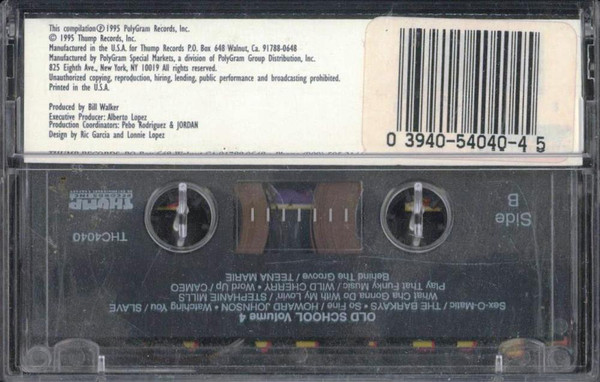 This compilation ℗ 1995 PolyGram Records, Inc.
© 1995 Thump Records, Inc.
Manufactured in the U.S.A. for Thump Records P.O. Box 648 Walnut, Ca. 91788-0648
Manufactured by PolyGram Special Markets, a division of PolyGram Group Distribution, Inc.
825 Eighth Ave., New York, NY 10019 All rights reserved.
Unauthorized copying, reproduction, hiring, lending, public performance and broadcasting prohibited.
Printed in the U.S.A.
Produced by Bill Walker
Executive Producer: Alberto Lopez
Production Coordinators: Pebo Rodriguez & JORDAN
Design by Ric Garcia and Lonnie Lopez
0 3940-54040-4 5
OLD SCHOOL Volume 4
Sex-O-Matic / THE BARKAYS • So Fine / HOWARD JOHNSON • Watching You / SLAVE
What Cha Gonna Do With My Lovin' / STEPHANIE MILLS
Play That Funky Music / WILD CHERRY • Word Up / CAMEO
Behind The Groove / TEENA MARIE
Side
B
THUMP
THC4040